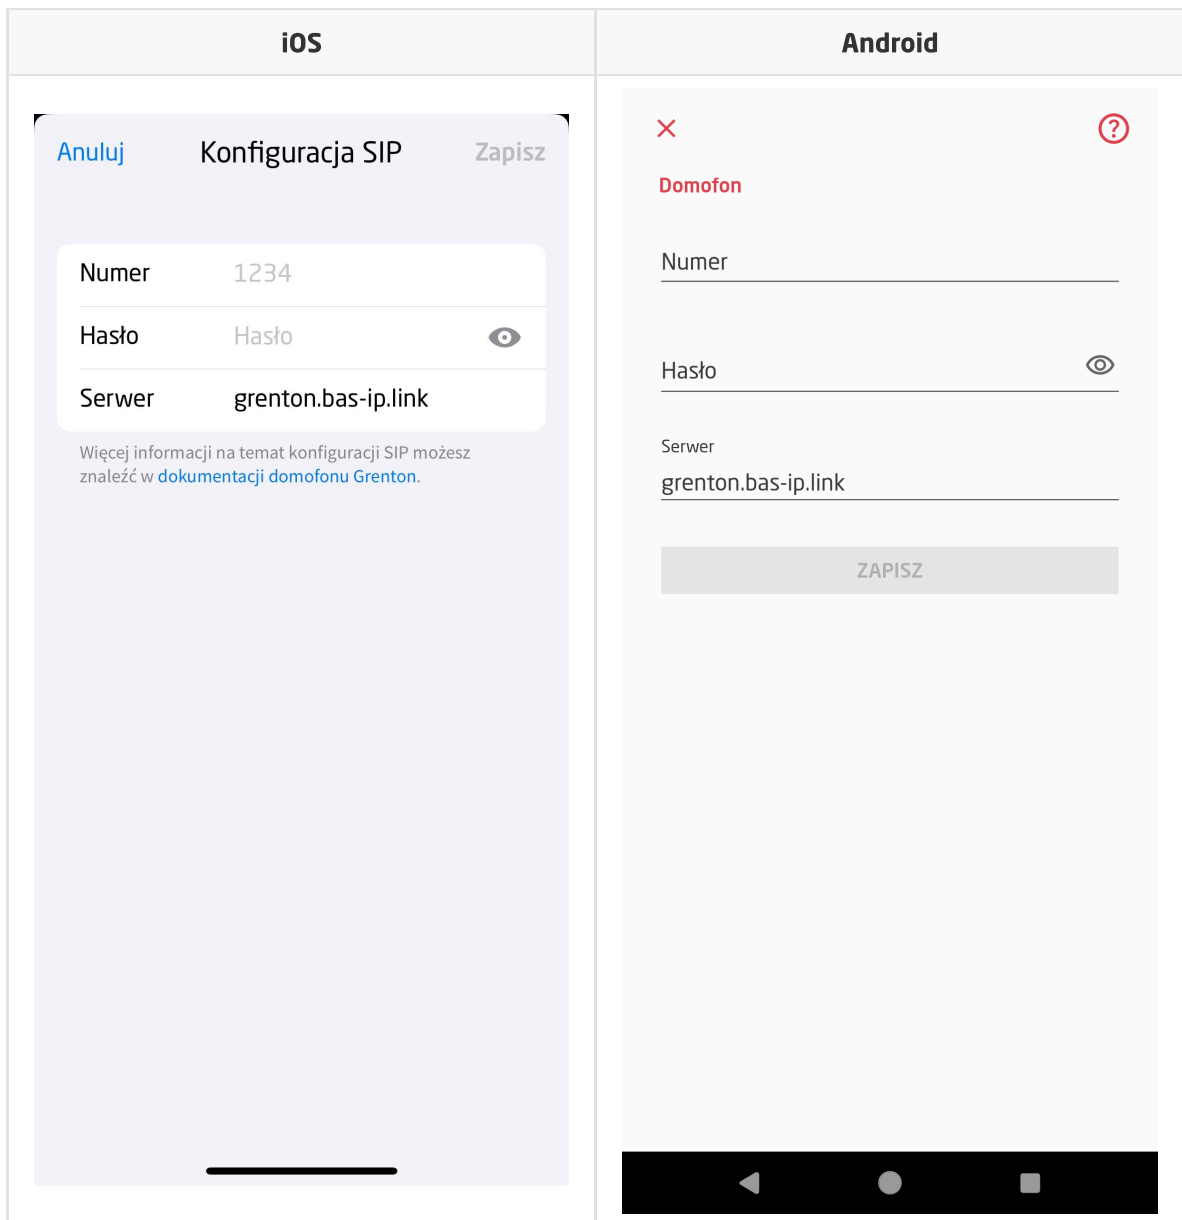 iOS
Android
Anuluj
Konfiguracja SIP
Zapisz
Numer
1234
Hasło
Hasło
Serwer
grenton.bas-ip.link
Więcej informacji na temat konfiguracji SIP możesz
znaleźć w dokumentacji domofonu Grenton.
Domofon
Numer
Hasło
Serwer
grenton.bas-ip.link
ZAPISZ